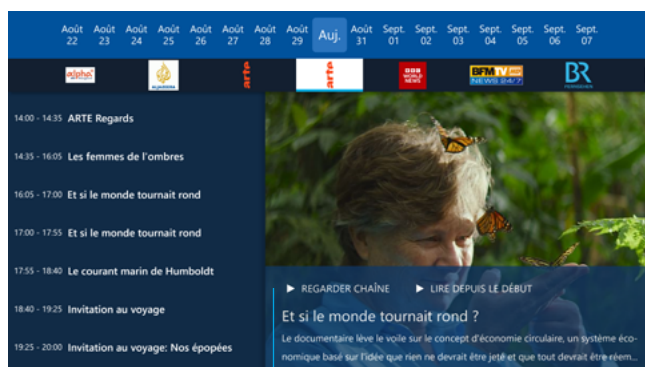 Août Août Août Août Août Août Août Août Auj. Août Sept. Sept. Sept. Sept. Sept. Sept. Sept.
22 23 24 25 26 27 28 29 31 01 02 03 04 05 06 07
alpha ALJAZEERA arte arte BBC WORLD NEWS BFMTV NEWS 24/7 BR FERNSEHEN
14:00 - 14:35 ARTE Regards
14:35 - 16:05 Les femmes de l'ombres
16:05 - 17:00 Et si le monde tournait rond
17:00 - 17:55 Et si le monde tournait rond
17:55 - 18:40 Le courant marin de Humboldt
18:40 - 19:25 Invitation au voyage
19:25 - 20:00 Invitation au voyage: Nos épopées
▶ REGARDER CHAÎNE ▶ LIRE DEPUIS LE DÉBUT
Et si le monde tournait rond ?
Le documentaire lève le voile sur le concept d'économie circulaire, un système éco-
nomique basé sur l'idée que rien ne devrait être jeté et que tout devrait être réem...